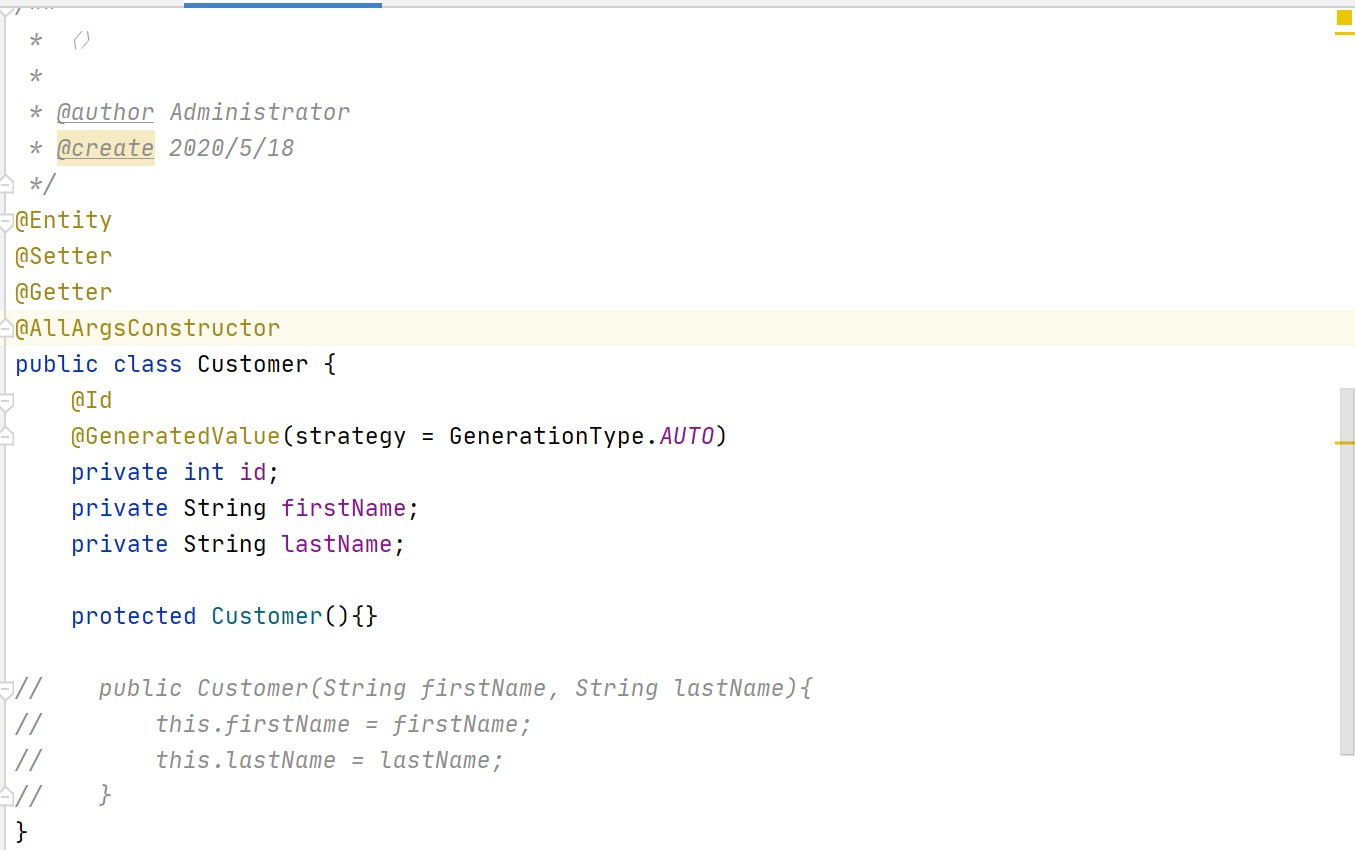 /**
 *  〈〉
 *
 * @author Administrator
 * @create 2020/5/18
 */
@Entity
@Setter
@Getter
@AllArgsConstructor
public class Customer {
    @Id
    @GeneratedValue(strategy = GenerationType.AUTO)
    private int id;
    private String firstName;
    private String lastName;

    protected Customer(){}

//    public Customer(String firstName, String lastName){
//        this.firstName = firstName;
//        this.lastName = lastName;
//    }
}